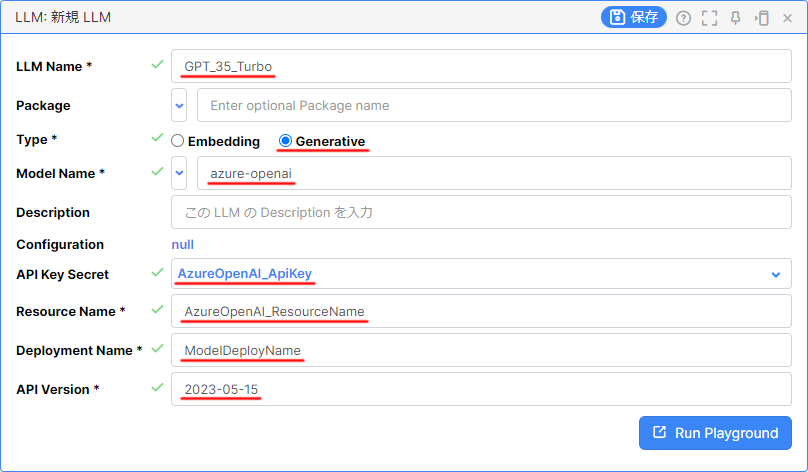 LLM: 新規 LLM 保存
LLM Name * GPT_35_Turbo
Package Enter optional Package name
Type * Embedding Generative
Model Name * azure-openai
Description この LLM の Description を入力
Configuration null
API Key Secret AzureOpenAI_ApiKey
Resource Name * AzureOpenAI_ResourceName
Deployment Name * ModelDeployName
API Version * 2023-05-15
Run Playground